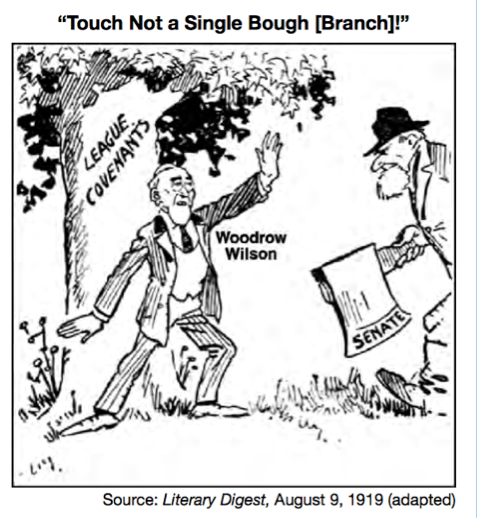 “Touch Not a Single Bough [Branch]!”
LEAGUE
COVENANTS
Woodrow
Wilson
SENATE
Source: Literary Digest, August 9, 1919 (adapted)